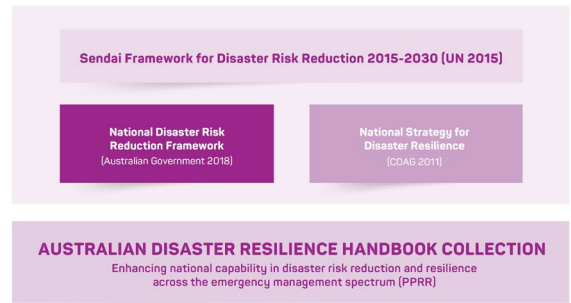 Sendai Framework for Disaster Risk Reduction 2015-2030 (UN 2015)
National Disaster Risk
Reduction Framework
(Australian Government 2018)
National Strategy for
Disaster Resilience
(COAG 2011)
AUSTRALIAN DISASTER RESILIENCE HANDBOOK COLLECTION
Enhancing national capability in disaster risk reduction and resilience
across the emergency management spectrum (PPRR)